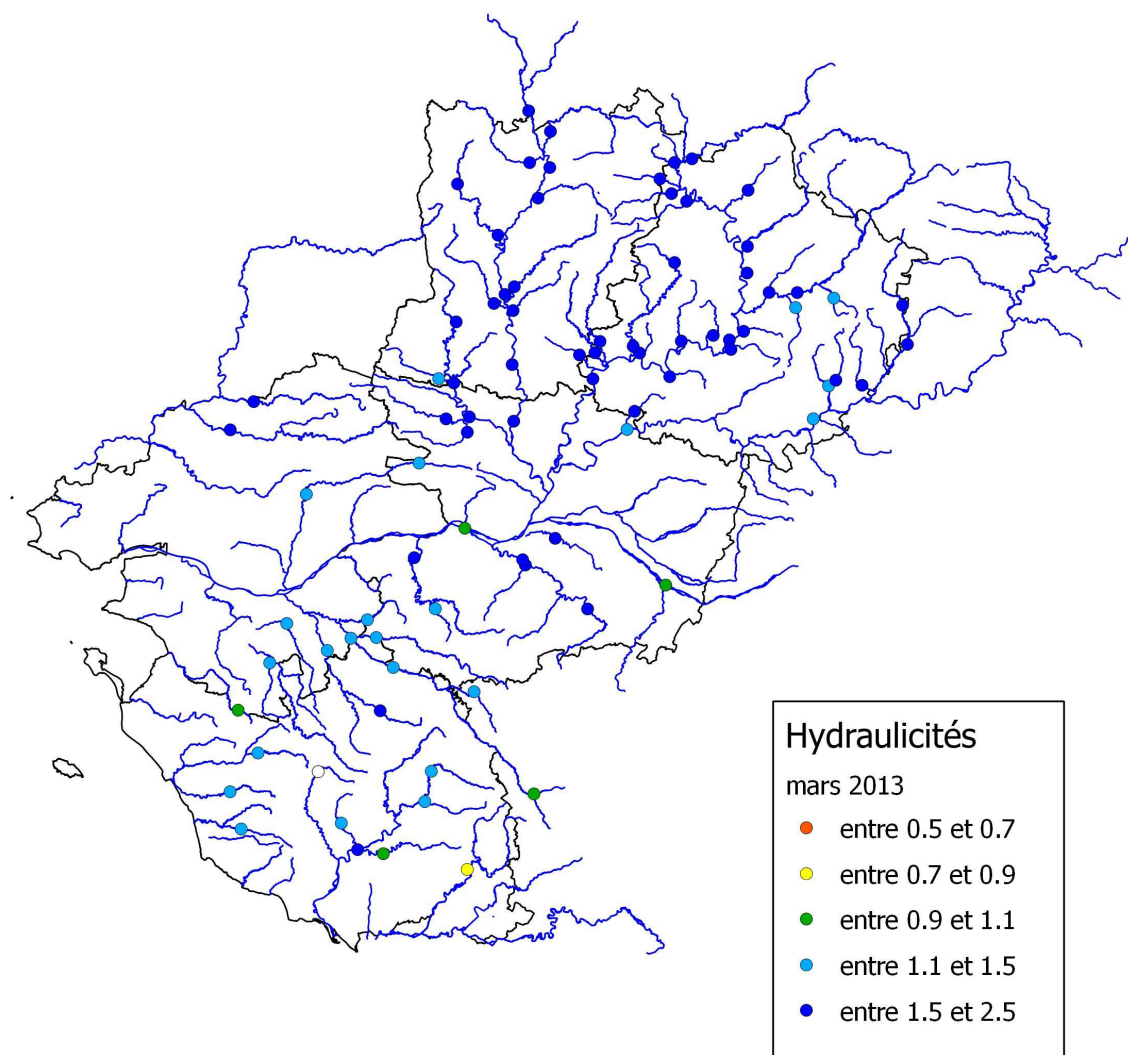 Hydraulicités
mars 2013
entre 0.5 et 0.7
entre 0.7 et 0.9
entre 0.9 et 1.1
entre 1.1 et 1.5
entre 1.5 et 2.5